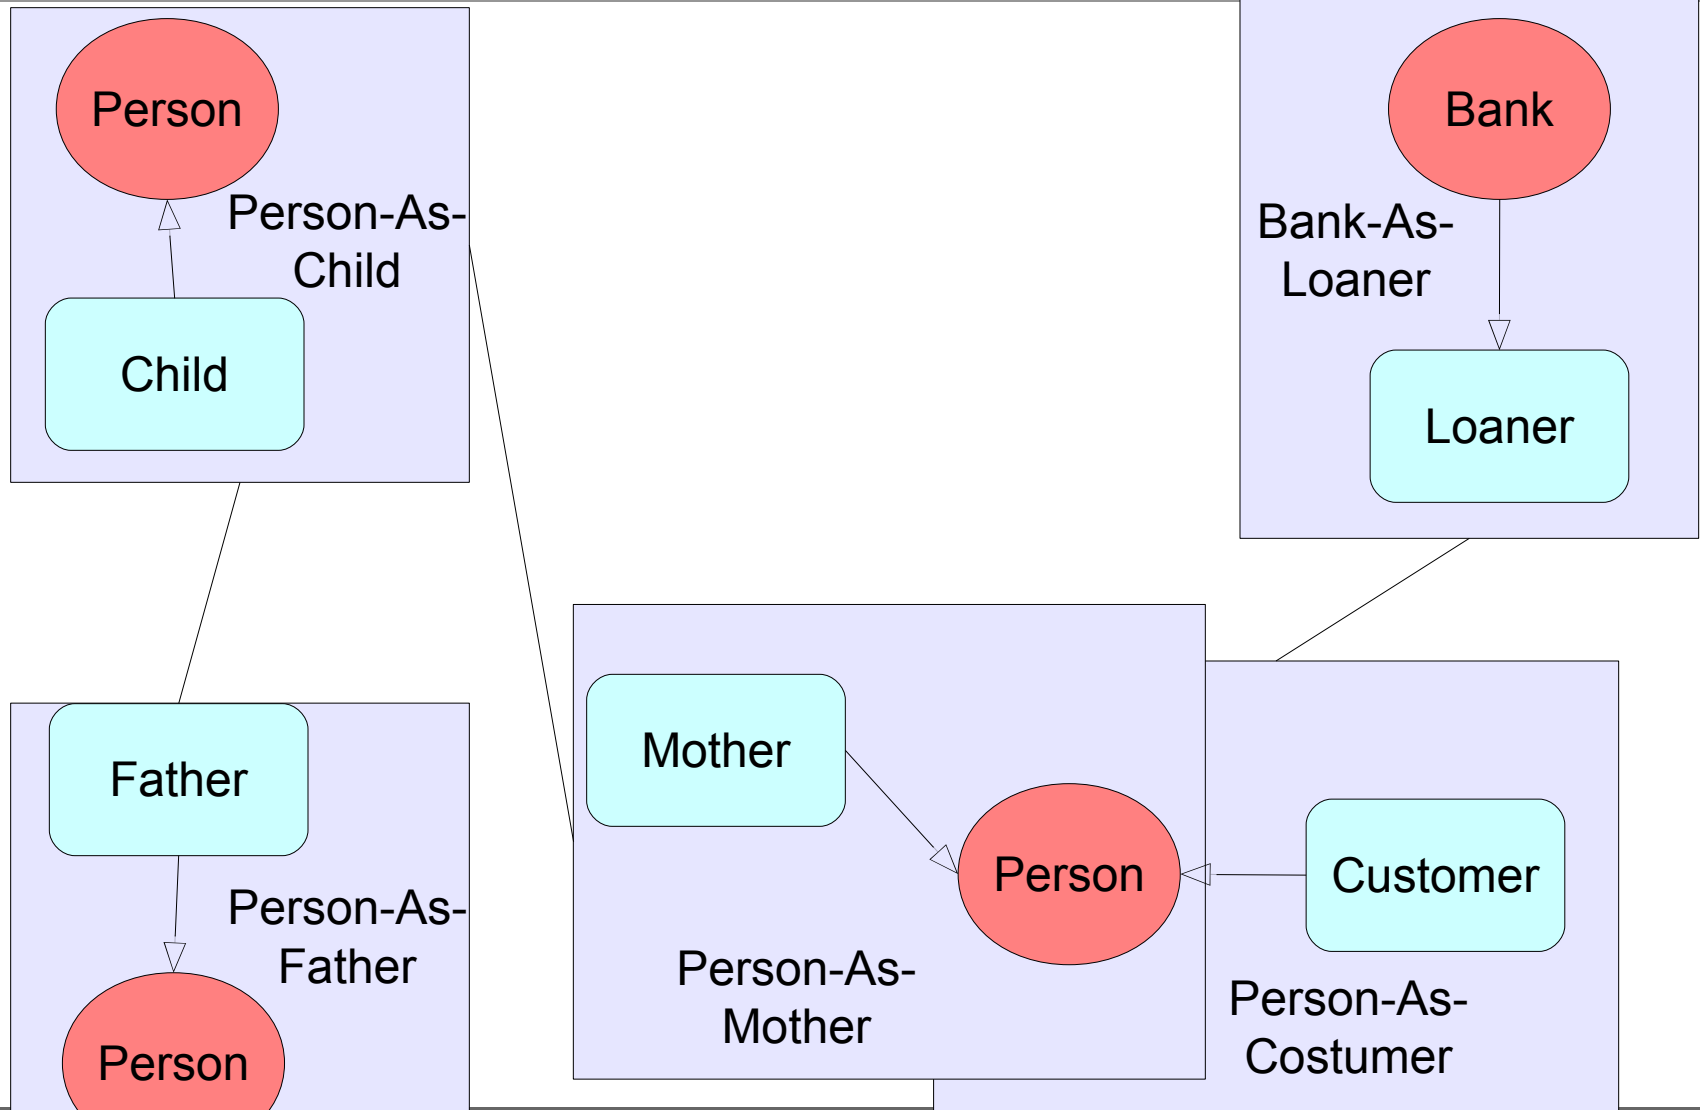 Person
Person-As-
Child
Child
Bank
Bank-As-
Loaner
Loaner
Father
Person-As-
Father
Person
Mother
Person
Person-As-
Mother
Customer
Person-As-
Costumer